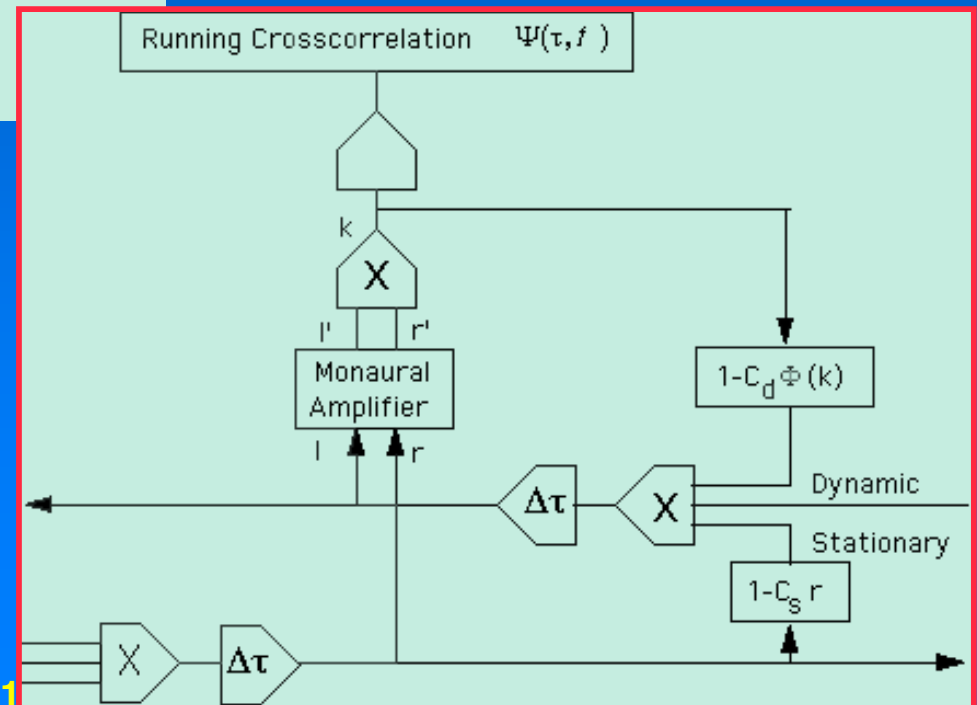 Running Crosscorrelation Ψ(τ,f )
k
X
l' r'
Monaural
Amplifier
l r
1-C_d Φ(k)
Δτ X
Dynamic
Stationary
1-C_s r
X Δτ
1